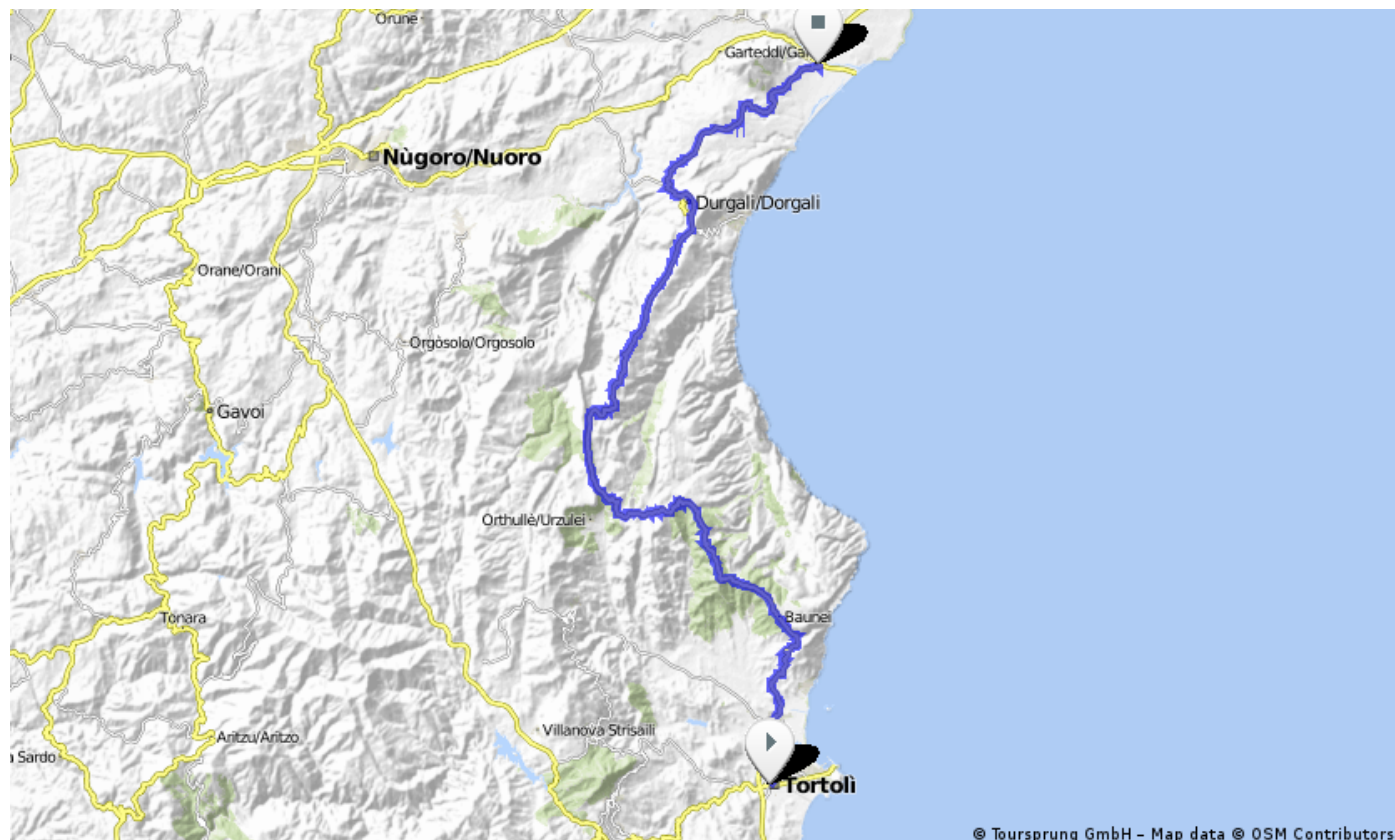 Orune
Garteddi/Gal
Nùgoro/Nuoro
Durgali/Dorgali
Orane/Orani
Orgòsolo/Orgosolo
Gavoi
Orthullè/Urzulei
Baunei
Tonara
Villanova Strisaili
Aritzu/Aritzo
a Sardo
Tortolì
© Toursprung GmbH – Map data © OSM Contributors